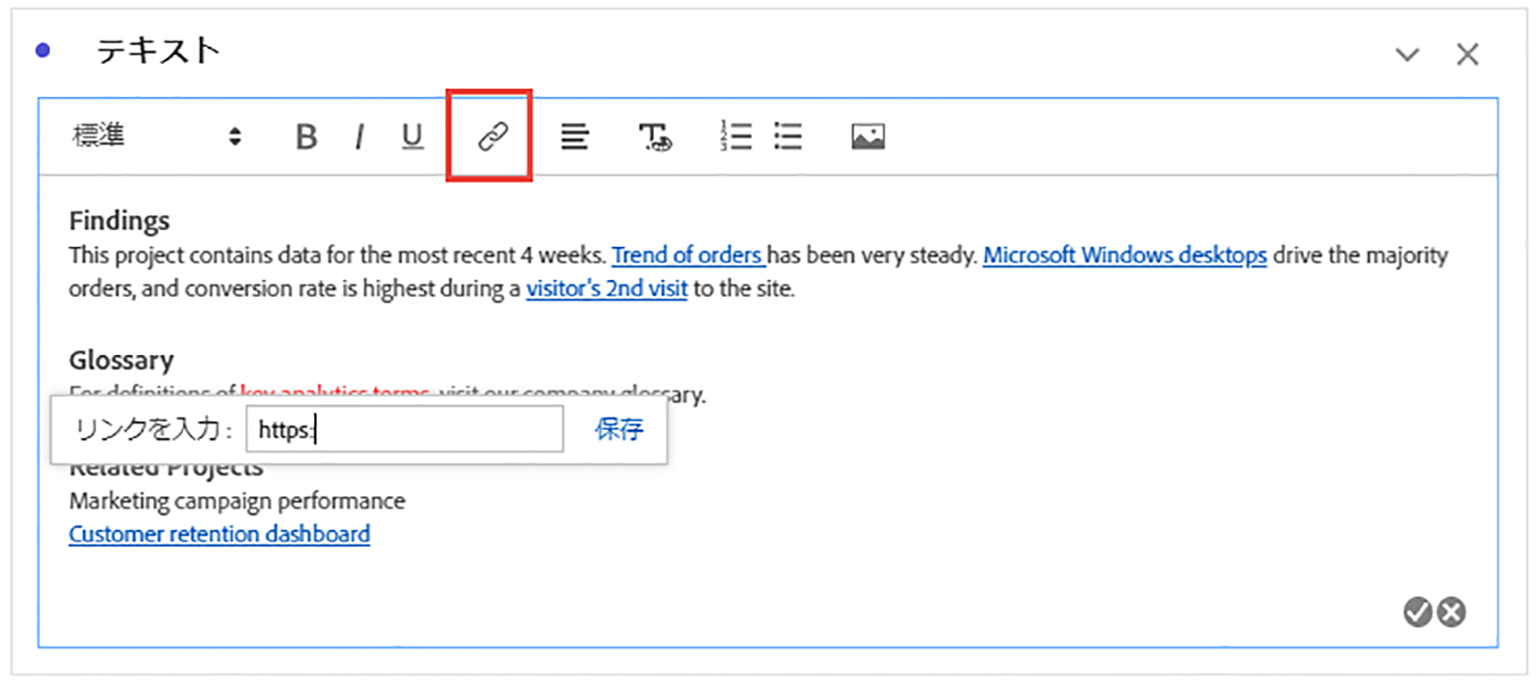 テキスト
標準 B I U
Findings
This project contains data for the most recent 4 weeks. Trend of orders has been very steady. Microsoft Windows desktops drive the majority
orders, and conversion rate is highest during a visitor's 2nd visit to the site.
Glossary
For definitions of key analytics terms, visit our company glossary.
リンクを入力 : https: 保存
Related Projects
Marketing campaign performance
Customer retention dashboard